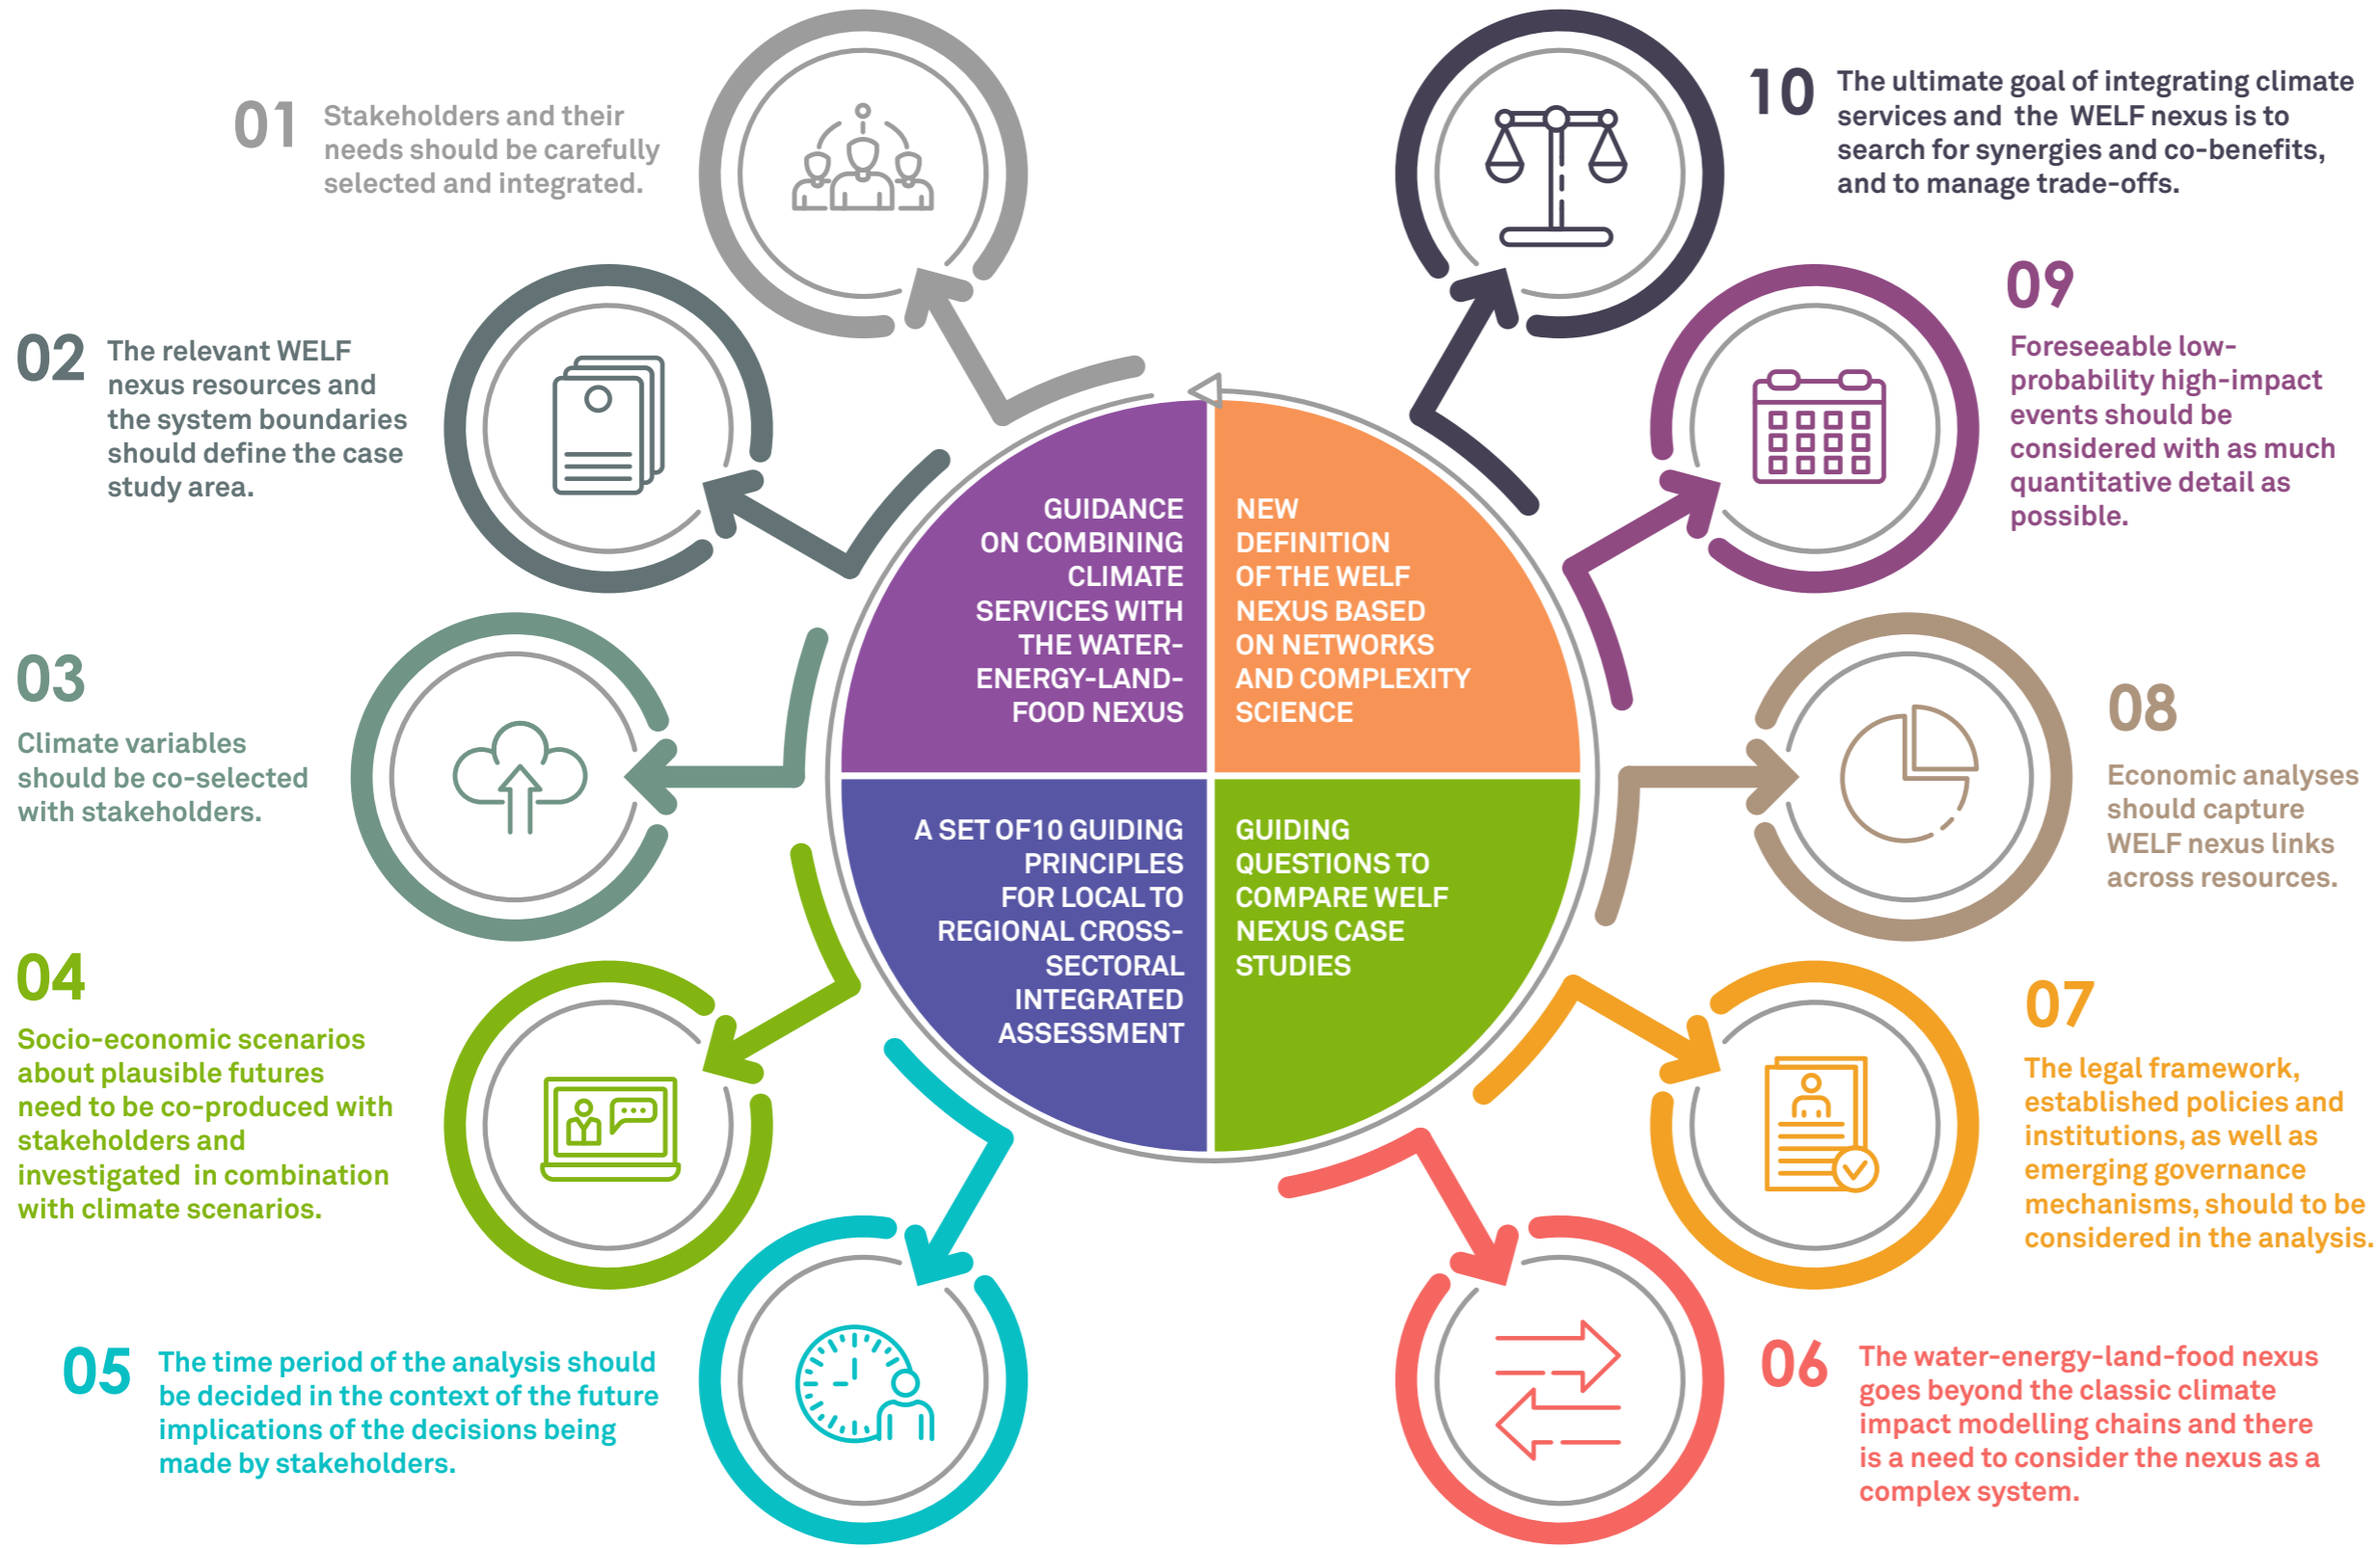 01
Stakeholders and their
needs should be carefully
selected and integrated.
02
The relevant WELF
nexus resources and
the system boundaries
should define the case
study area.
03
Climate variables
should be co-selected
with stakeholders.
04
Socio-economic scenarios
about plausible futures
need to be co-produced with
stakeholders and
investigated in combination
with climate scenarios.
05
The time period of the analysis should
be decided in the context of the future
implications of the decisions being
made by stakeholders.
GUIDANCE
ON COMBINING
CLIMATE
SERVICES WITH
THE WATER-
ENERGY-LAND-
FOOD NEXUS
NEW
DEFINITION
OF THE WELF
NEXUS BASED
ON NETWORKS
AND COMPLEXITY
SCIENCE
A SET OF10 GUIDING
PRINCIPLES
FOR LOCAL TO
REGIONAL CROSS-
SECTORAL
INTEGRATED
ASSESSMENT
GUIDING
QUESTIONS TO
COMPARE WELF
NEXUS CASE
STUDIES
10
The ultimate goal of integrating climate
services and the WELF nexus is to
search for synergies and co-benefits,
and to manage trade-offs.
09
Foreseeable low-
probability high-impact
events should be
considered with as much
quantitative detail as
possible.
08
Economic analyses
should capture
WELF nexus links
across resources.
07
The legal framework,
established policies and
institutions, as well as
emerging governance
mechanisms, should to be
considered in the analysis.
06
The water-energy-land-food nexus
goes beyond the classic climate
impact modelling chains and there
is a need to consider the nexus as a
complex system.